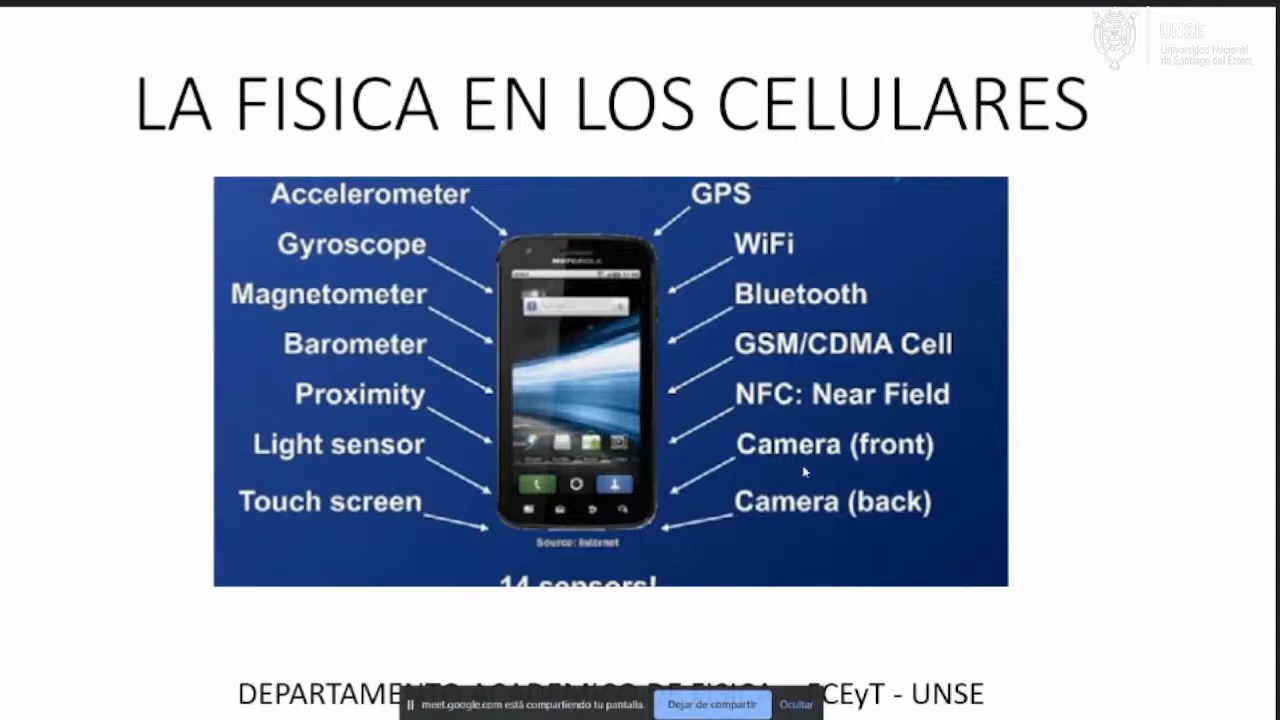 UNSE
Universidad Nacional
de Santiago del Estero
LA FISICA EN LOS CELULARES
Accelerometer
Gyroscope
Magnetometer
Barometer
Proximity
Light sensor
Touch screen
GPS
WiFi
Bluetooth
GSM/CDMA Cell
NFC: Near Field
Camera (front)
Camera (back)
MOTOROLA
Source: Internet
14 sensors!
DEPARTAMENTO ACADEMICO DE FISICA - FCEyT - UNSE
meet.google.com está compartiendo tu pantalla.
Dejar de compartir
Ocultar